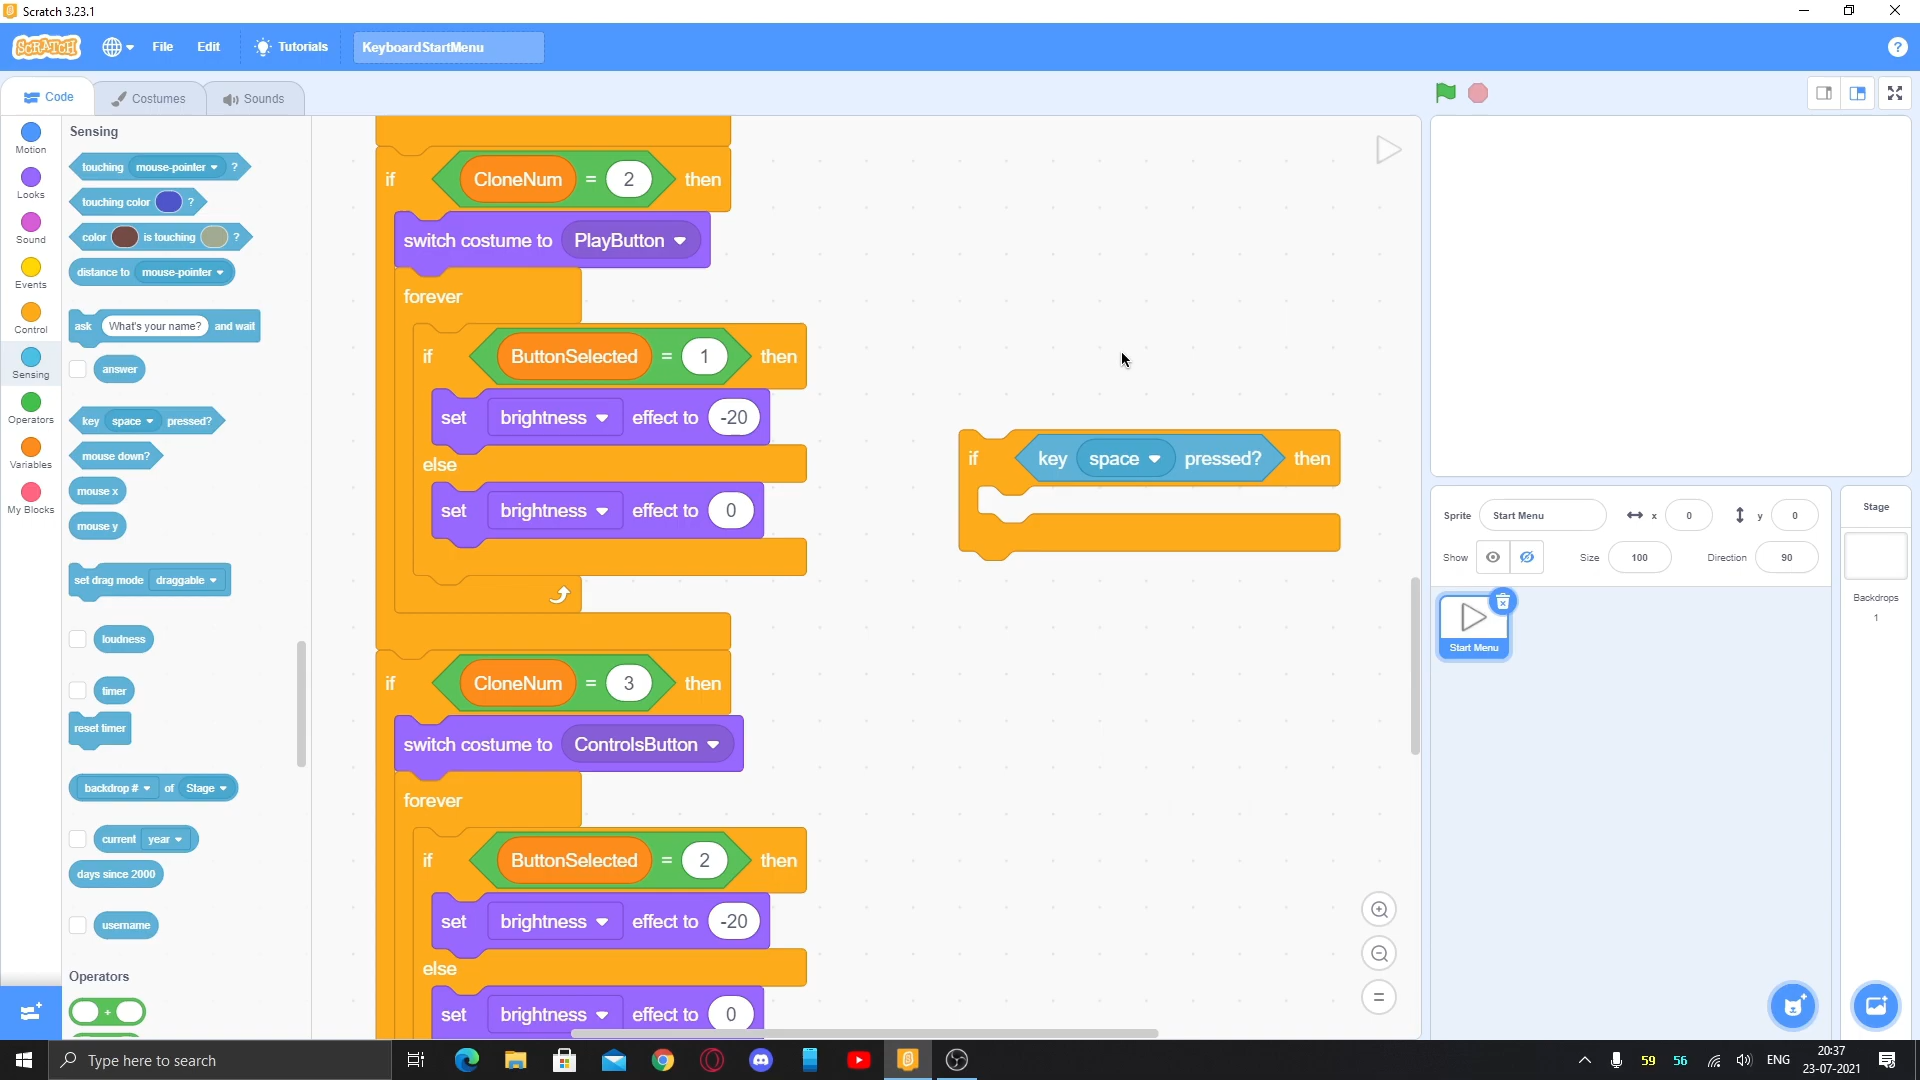 Scratch 3.23.1
SCRATCH File Edit Tutorials KeyboardStartMenu ?
Code Costumes Sounds
Motion
Looks
Sound
Events
Control
Sensing
Operators
Variables
My Blocks
Sensing
touching mouse-pointer ?
touching color ?
color is touching ?
distance to mouse-pointer
ask What's your name? and wait
answer
key space pressed?
mouse down?
mouse x
mouse y
set drag mode draggable
loudness
timer
reset timer
backdrop # of Stage
current year
days since 2000
username
Operators
+
if CloneNum = 2 then
switch costume to PlayButton
forever
if ButtonSelected = 1 then
set brightness effect to -20
else
set brightness effect to 0
if CloneNum = 3 then
switch costume to ControlsButton
forever
if ButtonSelected = 2 then
set brightness effect to -20
else
set brightness effect to 0
if key space pressed? then
Sprite Start Menu x 0 y 0
Show Size 100 Direction 90
Start Menu
Stage
Backdrops
1
Type here to search
59 56 ENG 20:37
23-07-2021